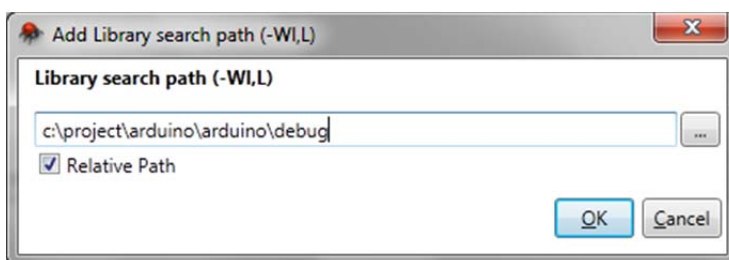 Add Library search path (-Wl,L)
Library search path (-Wl,L)
c:\project\arduino\arduino\debug
...
Relative Path
OK
Cancel